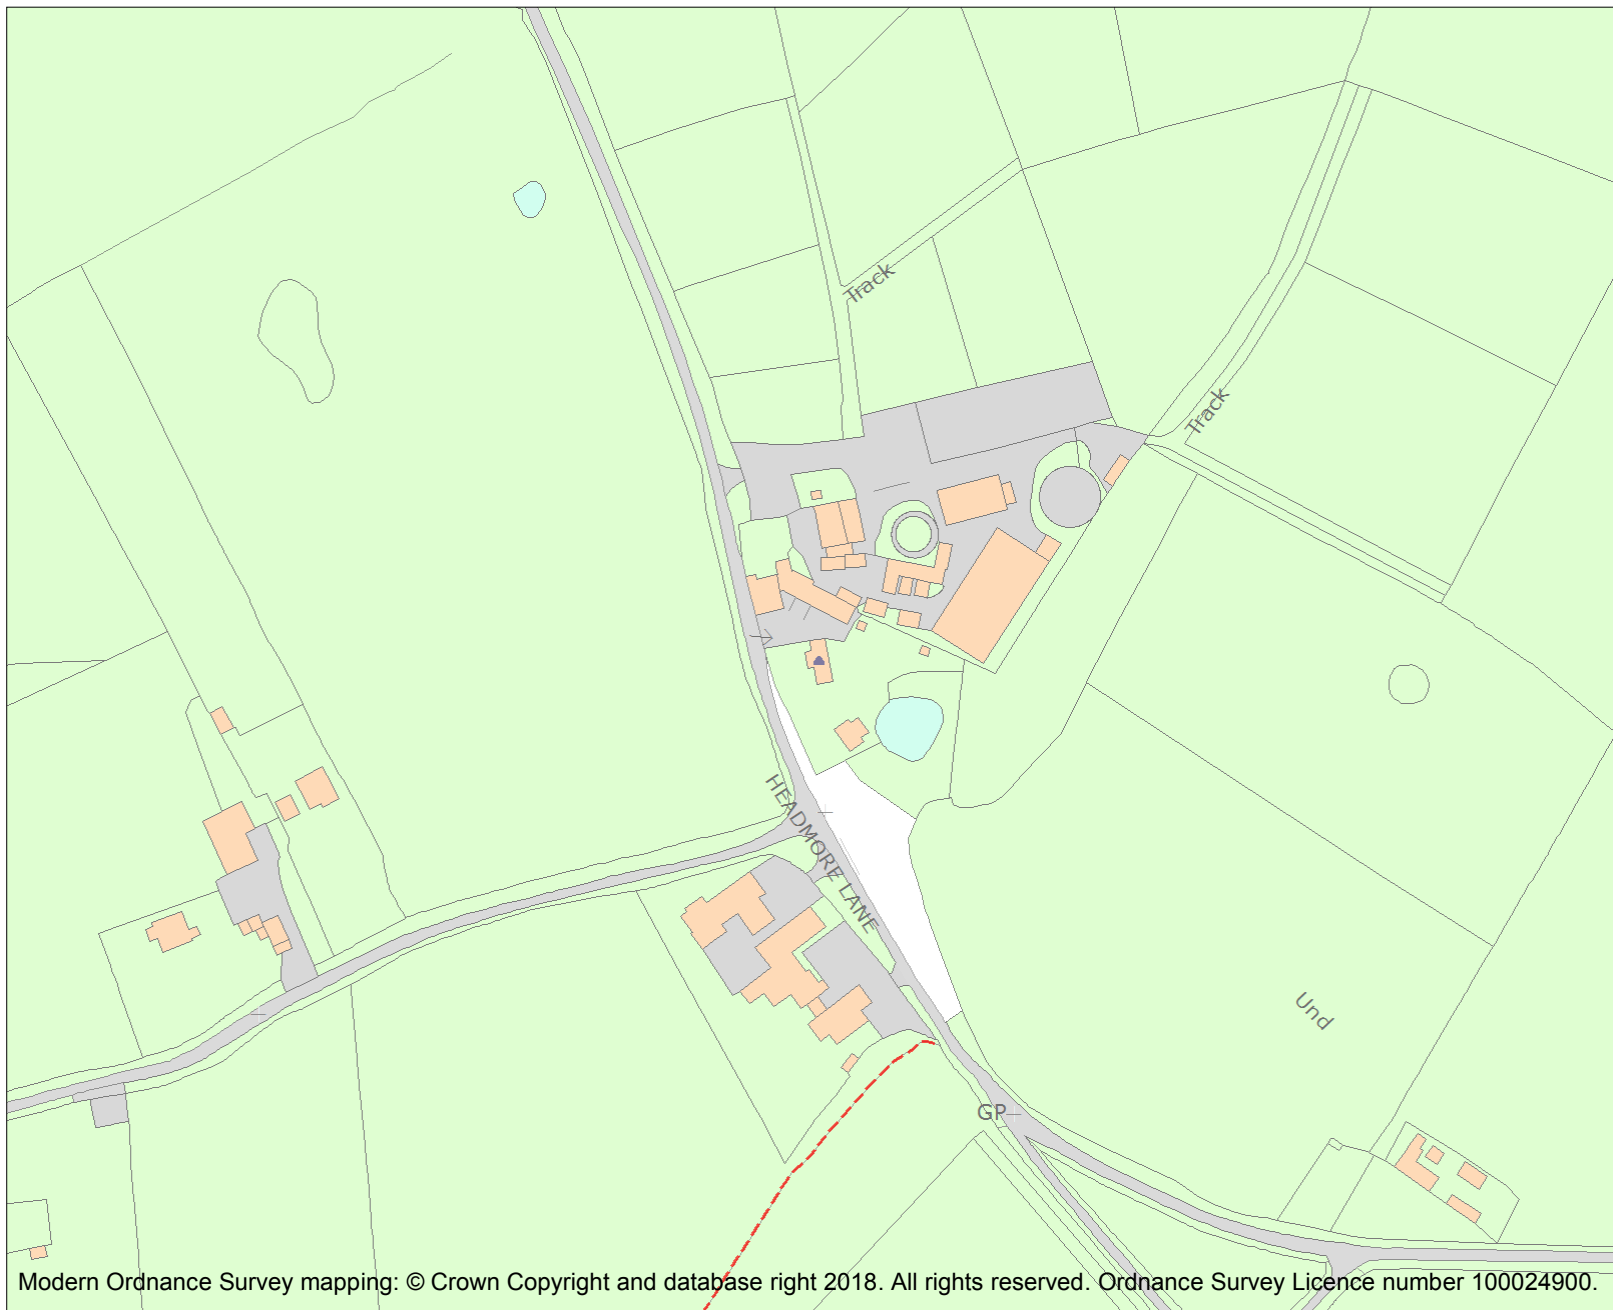 Track
Track
HEADMORE LANE
Und
GP
Modern Ordnance Survey mapping: © Crown Copyright and database right 2018. All rights reserved. Ordnance Survey Licence number 100024900.